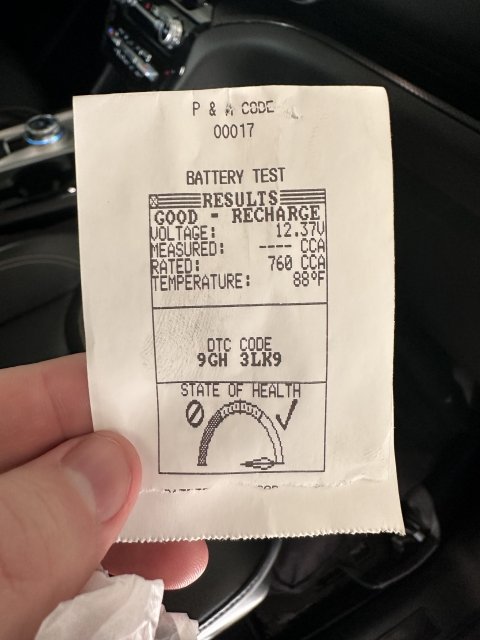 P & A CODE
00017
BATTERY TEST
RESULTS
GOOD - RECHARGE
VOLTAGE: 12.37V
MEASURED: ---- CCA
RATED: 760 CCA
TEMPERATURE: 88°F
DTC CODE
9GH 3LK9
STATE OF HEALTH